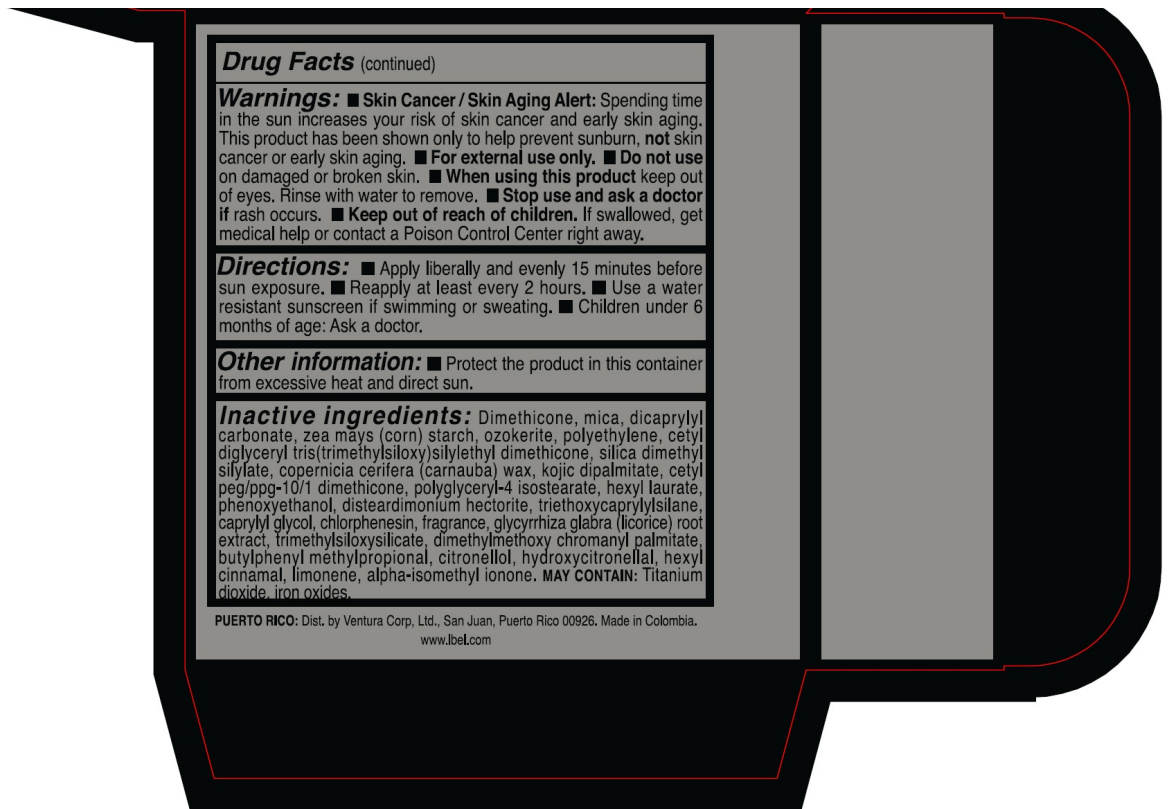 Drug Facts (continued)
Warnings: ■ Skin Cancer / Skin Aging Alert: Spending time
in the sun increases your risk of skin cancer and early skin aging.
This product has been shown only to help prevent sunburn, not skin
cancer or early skin aging. ■ For external use only. ■ Do not use
on damaged or broken skin. ■ When using this product keep out
of eyes. Rinse with water to remove. ■ Stop use and ask a doctor
if rash occurs. ■ Keep out of reach of children. If swallowed, get
medical help or contact a Poison Control Center right away.
Directions: ■ Apply liberally and evenly 15 minutes before
sun exposure. ■ Reapply at least every 2 hours. ■ Use a water
resistant sunscreen if swimming or sweating. ■ Children under 6
months of age: Ask a doctor.
Other information: ■ Protect the product in this container
from excessive heat and direct sun.
Inactive ingredients: Dimethicone, mica, dicaprylyl
carbonate, zea mays (corn) starch, ozokerite, polyethylene, cetyl
diglyceryl tris(trimethylsiloxy)silylethyl dimethicone, silica dimethyl
silylate, copernicia cerifera (carnauba) wax, kojic dipalmitate, cetyl
peg/ppg-10/1 dimethicone, polyglyceryl-4 isostearate, hexyl laurate,
phenoxyethanol, disteardimonium hectorite, triethoxycaprylylsilane,
caprylyl glycol, chlorphenesin, fragrance, glycyrrhiza glabra (licorice) root
extract, trimethylsiloxysilicate, dimethylmethoxy chromanyl palmitate,
butylphenyl methylpropional, citronellol, hydroxycitronellal, hexyl
cinnamal, limonene, alpha-isomethyl ionone. MAY CONTAIN: Titanium
dioxide, iron oxides.
PUERTO RICO: Dist. by Ventura Corp, Ltd., San Juan, Puerto Rico 00926. Made in Colombia.
www.lbel.com